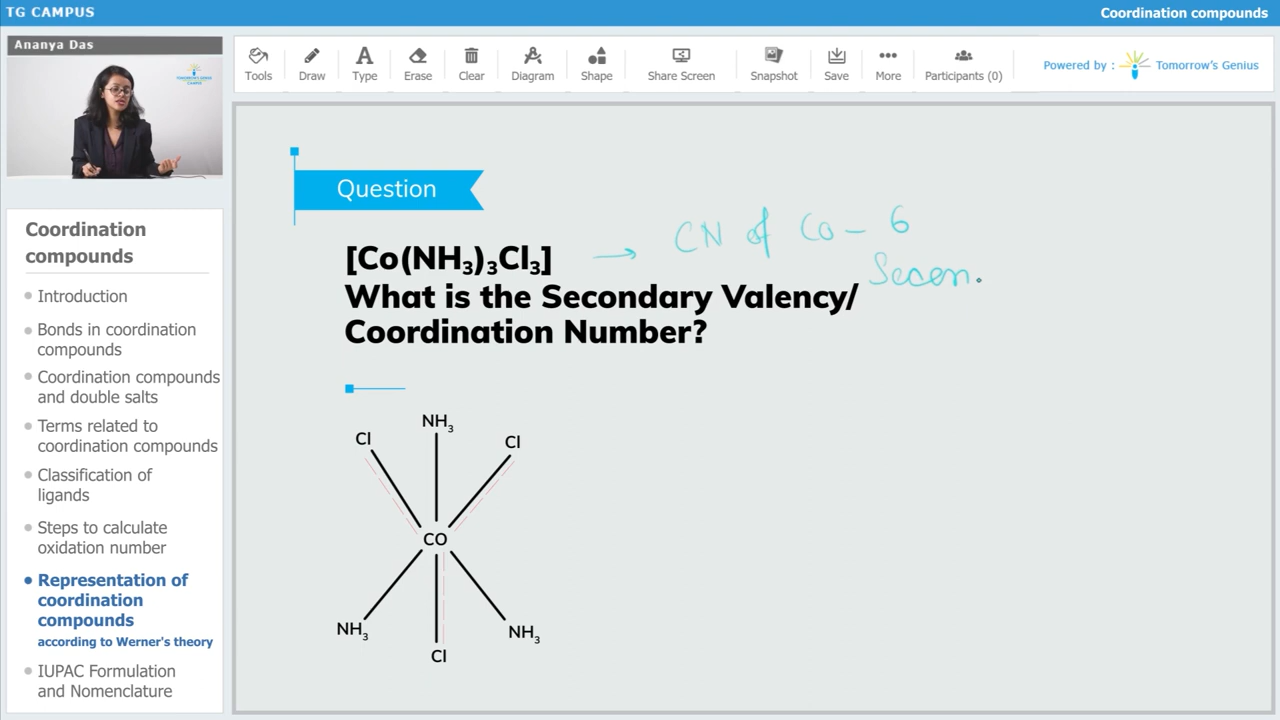 TG CAMPUS
Coordination compounds
Ananya Das
TOMORROW'S GENIUS
CAMPUS
Tools
Draw
Type
Erase
Clear
Diagram
Shape
Share Screen
Snapshot
Save
More
Participants (0)
Powered by : Tomorrow's Genius
Coordination
compounds
Introduction
Bonds in coordination
compounds
Coordination compounds
and double salts
Terms related to
coordination compounds
Classification of
ligands
Steps to calculate
oxidation number
Representation of
coordination
compounds
according to Werner's theory
IUPAC Formulation
and Nomenclature
Question
[Co(NH₃)₃Cl₃] → CN of Co - 6
Secon
What is the Secondary Valency/
Coordination Number?
NH₃
Cl
Cl
CO
NH₃
NH₃
Cl